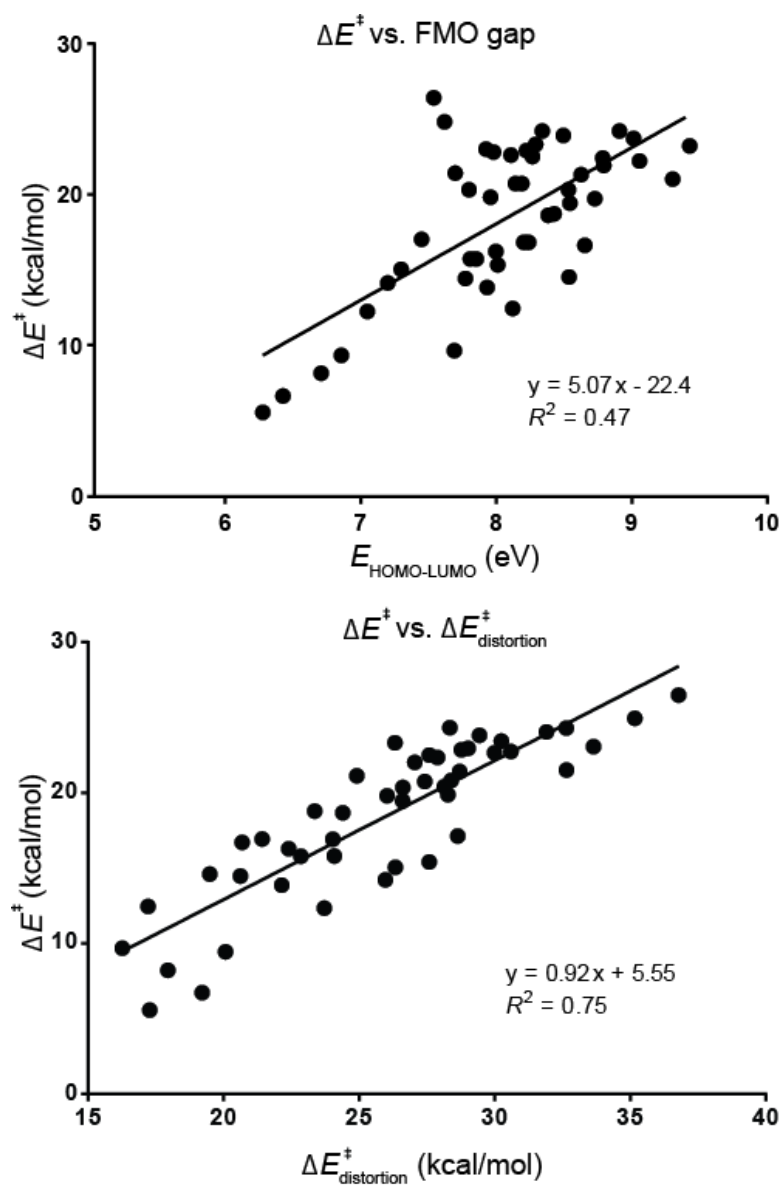 ΔE‡ vs. FMO gap
30
20
10
0
ΔE‡ (kcal/mol)
y = 5.07x - 22.4
R² = 0.47
5 6 7 8 9 10
E HOMO-LUMO (eV)
ΔE‡ vs. ΔE‡ distortion
30
20
10
0
ΔE‡ (kcal/mol)
y = 0.92x + 5.55
R² = 0.75
15 20 25 30 35 40
ΔE‡ distortion (kcal/mol)